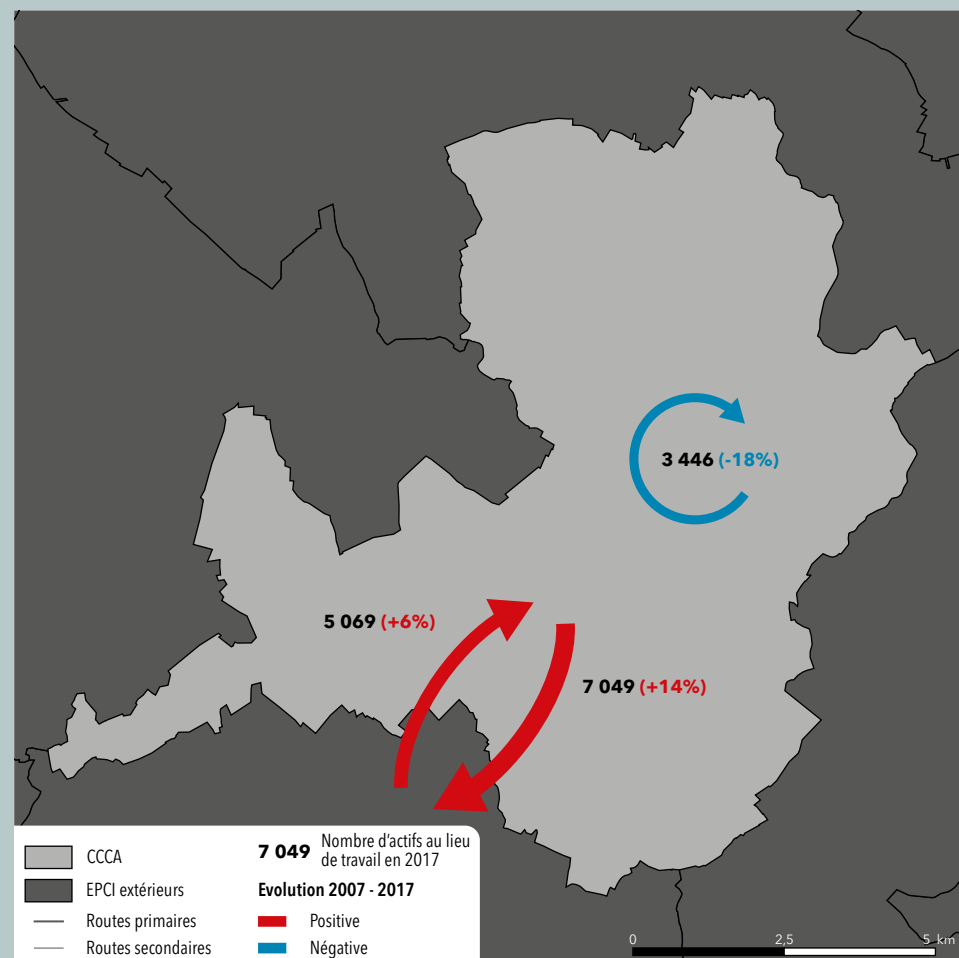 3 446 (-18%)
5 069 (+6%)
7 049 (+14%)
CCCA
EPCI extérieurs
Routes primaires
Routes secondaires
7 049 Nombre d'actifs au lieu
de travail en 2017
Evolution 2007 - 2017
Positive
Négative
0 2,5 5 km